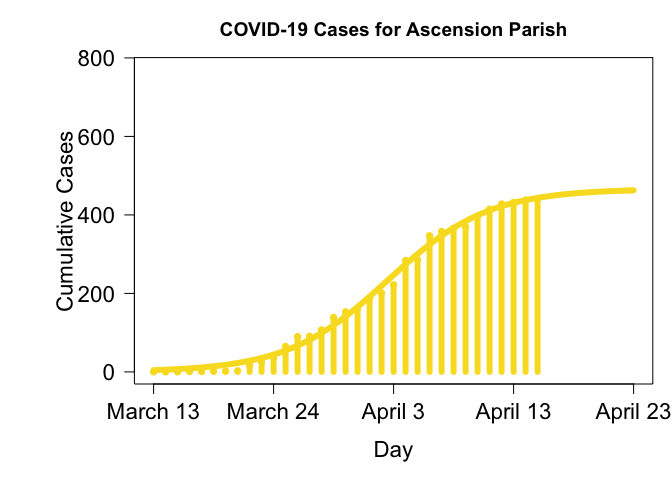 COVID-19 Cases for Ascension Parish
800
600
400
200
0
Cumulative Cases
March 13 March 24 April 3 April 13 April 23
Day